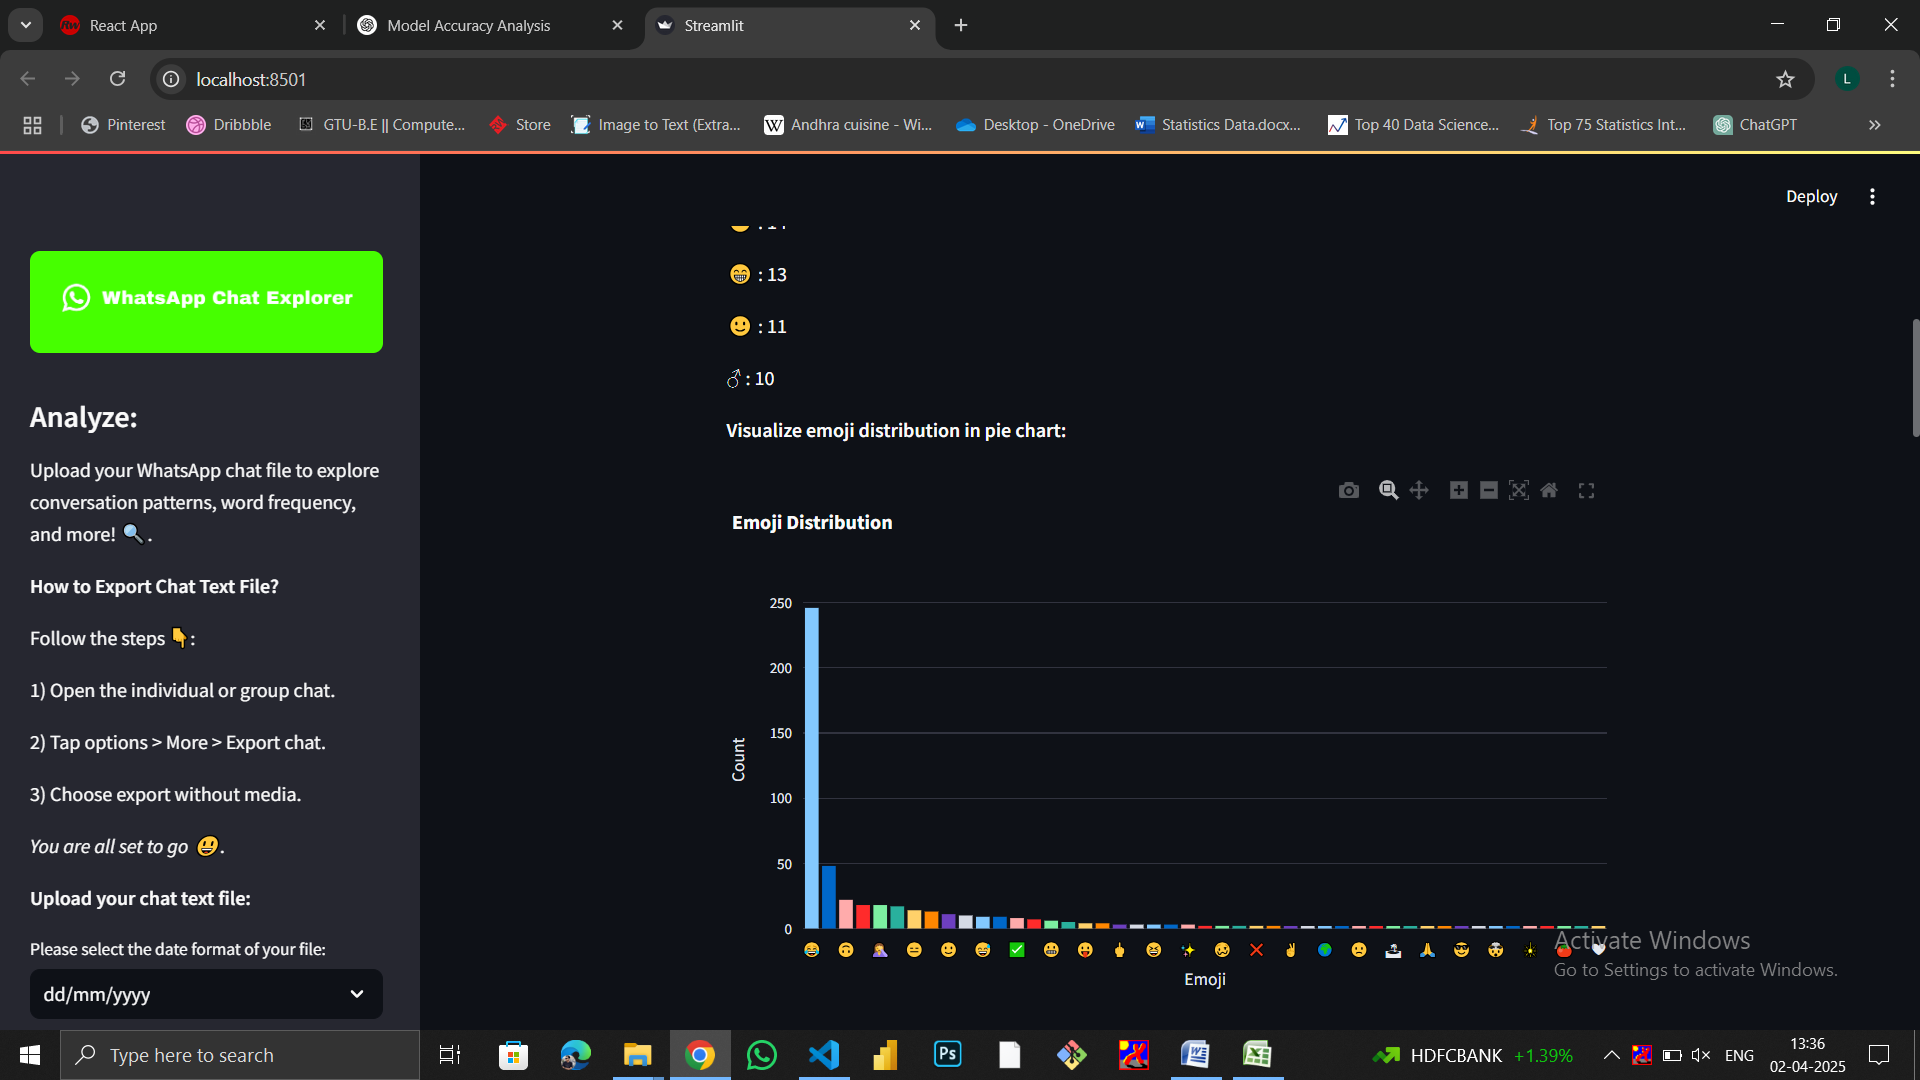 React App
Model Accuracy Analysis
Streamlit
localhost:8501
L
Pinterest
Dribbble
GTU-B.E || Compute...
Store
Image to Text (Extra...
W Andhra cuisine - Wi...
Desktop - OneDrive
Statistics Data.docx...
Top 40 Data Science...
Top 75 Statistics Int...
ChatGPT
»
Deploy
WhatsApp Chat Explorer
Analyze:
Upload your WhatsApp chat file to explore
conversation patterns, word frequency,
and more! 🔍.
How to Export Chat Text File?
Follow the steps 👇:
1) Open the individual or group chat.
2) Tap options > More > Export chat.
3) Choose export without media.
You are all set to go 😃.
Upload your chat text file:
Please select the date format of your file:
dd/mm/yyyy
😁 : 13
🙂 : 11
♂ : 10
Visualize emoji distribution in pie chart:
Emoji Distribution
250
200
150
100
50
0
Count
Emoji
Activate Windows
Go to Settings to activate Windows.
Type here to search
Ps
HDFCBANK +1.39%
ENG
13:36
02-04-2025